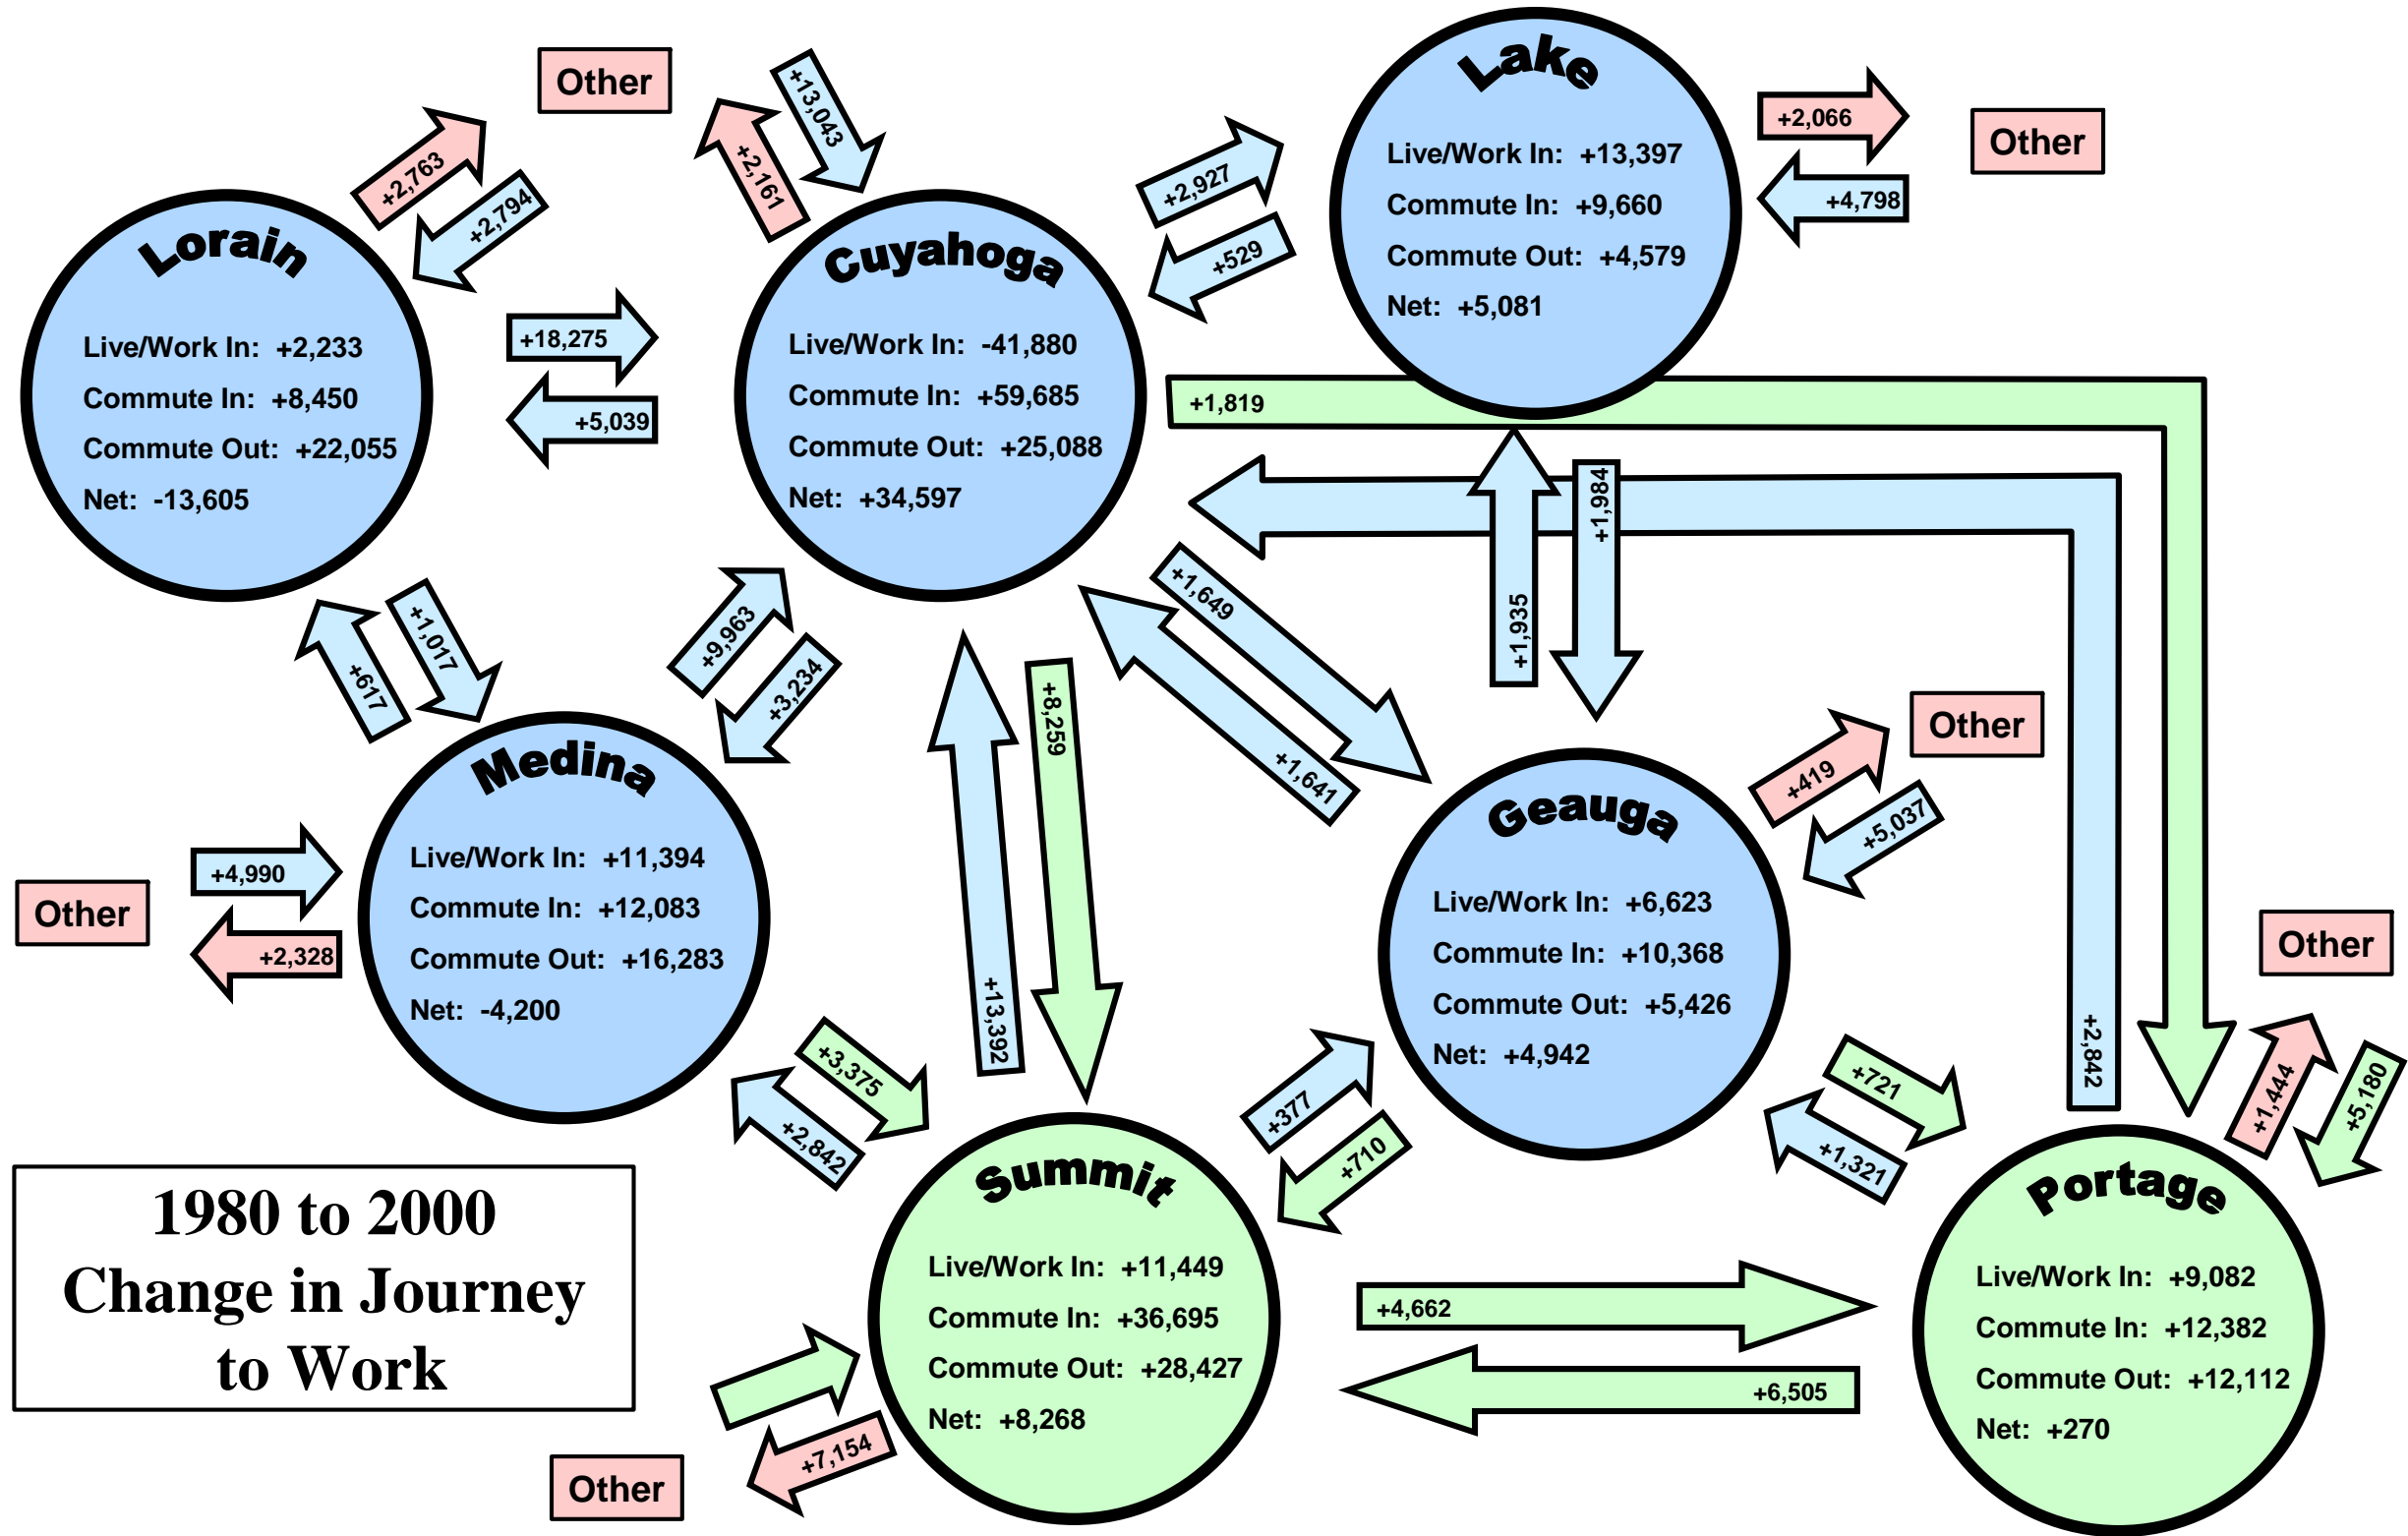 Other
+13,043
+2,161
+2,763
+2,794
Lake
Live/Work In: +13,397
Commute In: +9,660
Commute Out: +4,579
Net: +5,081
+2,066
+4,798
Other
+2,927
+529
Lorain
Live/Work In: +2,233
Commute In: +8,450
Commute Out: +22,055
Net: -13,605
+18,275
+5,039
Cuyahoga
Live/Work In: -41,880
Commute In: +59,685
Commute Out: +25,088
Net: +34,597
+1,819
+1,984
+1,935
+1,649
+1,641
+617
+1,017
+9,963
+3,234
+8,259
+13,392
Medina
Live/Work In: +11,394
Commute In: +12,083
Commute Out: +16,283
Net: -4,200
Other
+4,990
+2,328
Geauga
Live/Work In: +6,623
Commute In: +10,368
Commute Out: +5,426
Net: +4,942
Other
+419
+5,037
Other
+2,842
+1,444
+5,180
+3,375
+2,842
+377
+710
+721
+1,321
1980 to 2000
Change in Journey
to Work
Summit
Live/Work In: +11,449
Commute In: +36,695
Commute Out: +28,427
Net: +8,268
+4,662
+6,505
Portage
Live/Work In: +9,082
Commute In: +12,382
Commute Out: +12,112
Net: +270
+7,154
Other